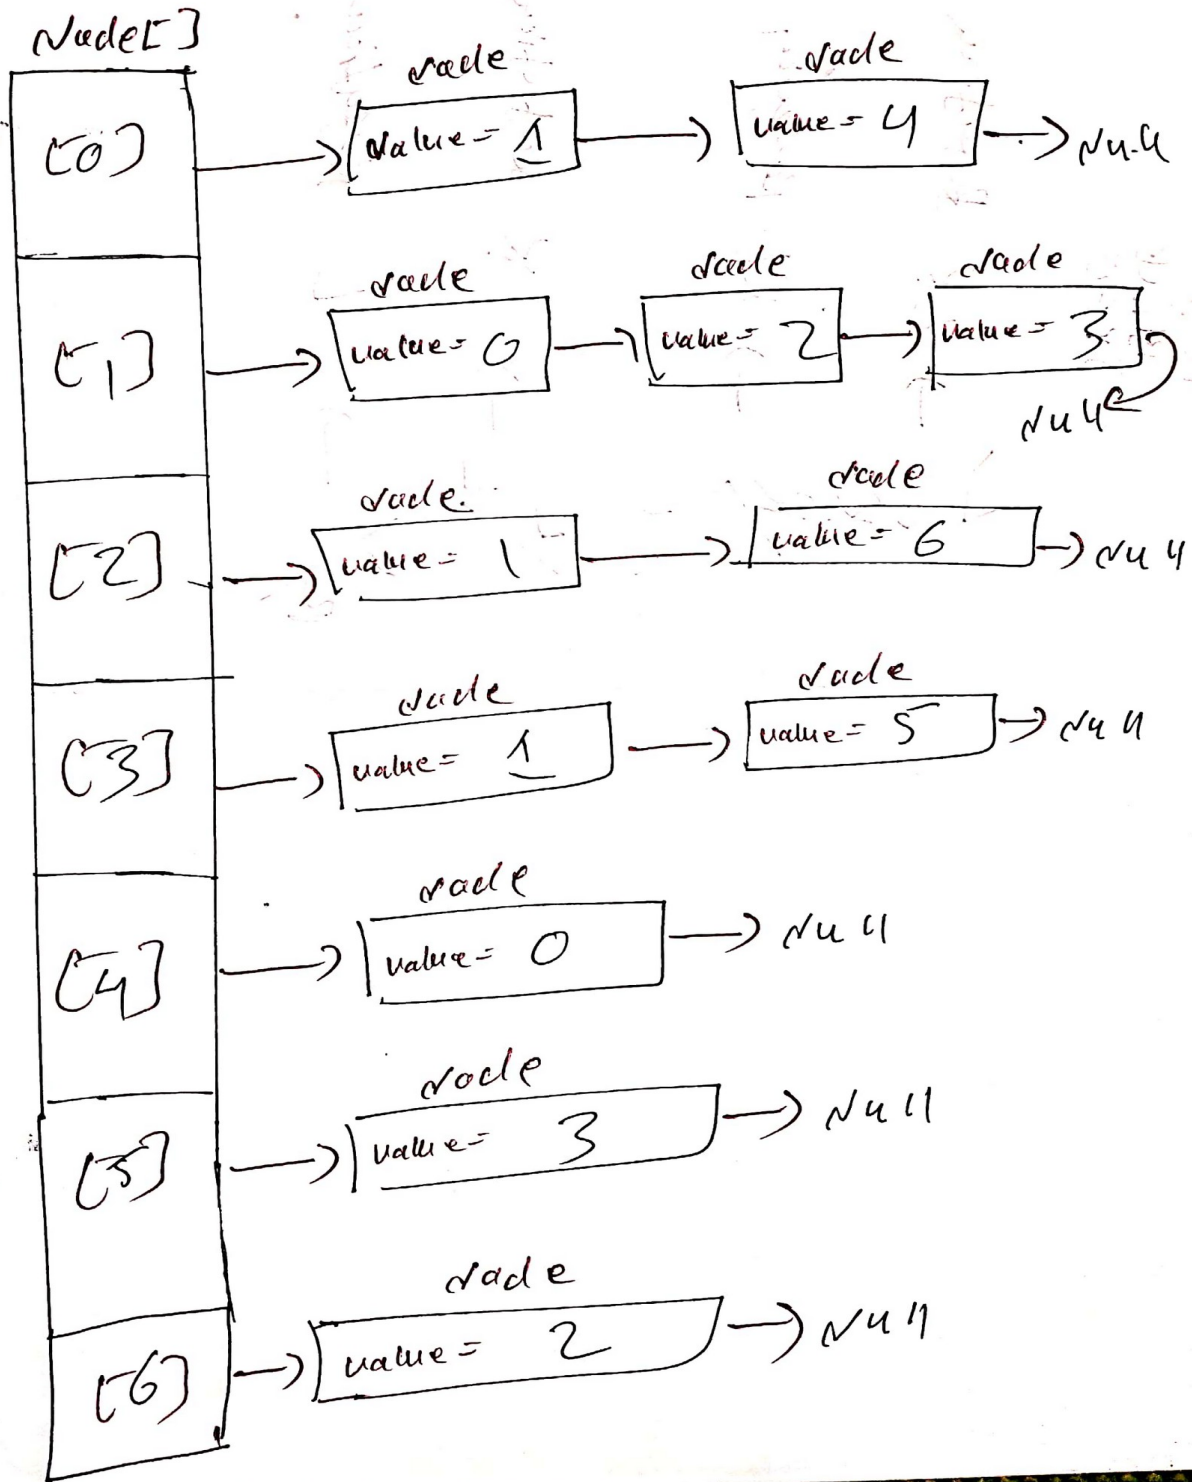 Node[]
Node Node
[0] Value = 1 value = 4 Null
Node Node Node
[1] value = 0 value = 2 value = 3
Null
Node Node
[2] value = 1 value = 6 Null
Node Node
[3] value = 1 value = 5 Null
Node
[4] value = 0 Null
Node
[5] value = 3 Null
Node
[6] value = 2 Null